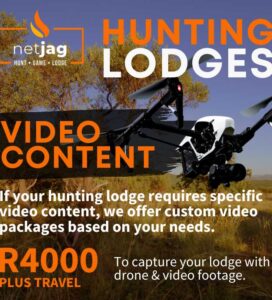 HUNTING
LODGES
netjag
HUNT • GAME • LODGE
VIDEO
CONTENT
If your hunting lodge requires specific
video content, we offer custom video
packages based on your needs.
R4000
PLUS TRAVEL
To capture your lodge with
drone & video footage.